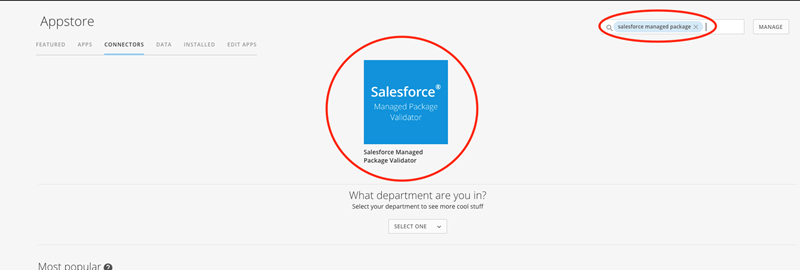 Appstore
salesforce managed package
MANAGE
FEATURED APPS CONNECTORS DATA INSTALLED EDIT APPS
Salesforce®
Managed Package
Validator
Salesforce Managed
Package Validator
What department are you in?
Select your department to see more cool stuff
SELECT ONE
Most popular ?